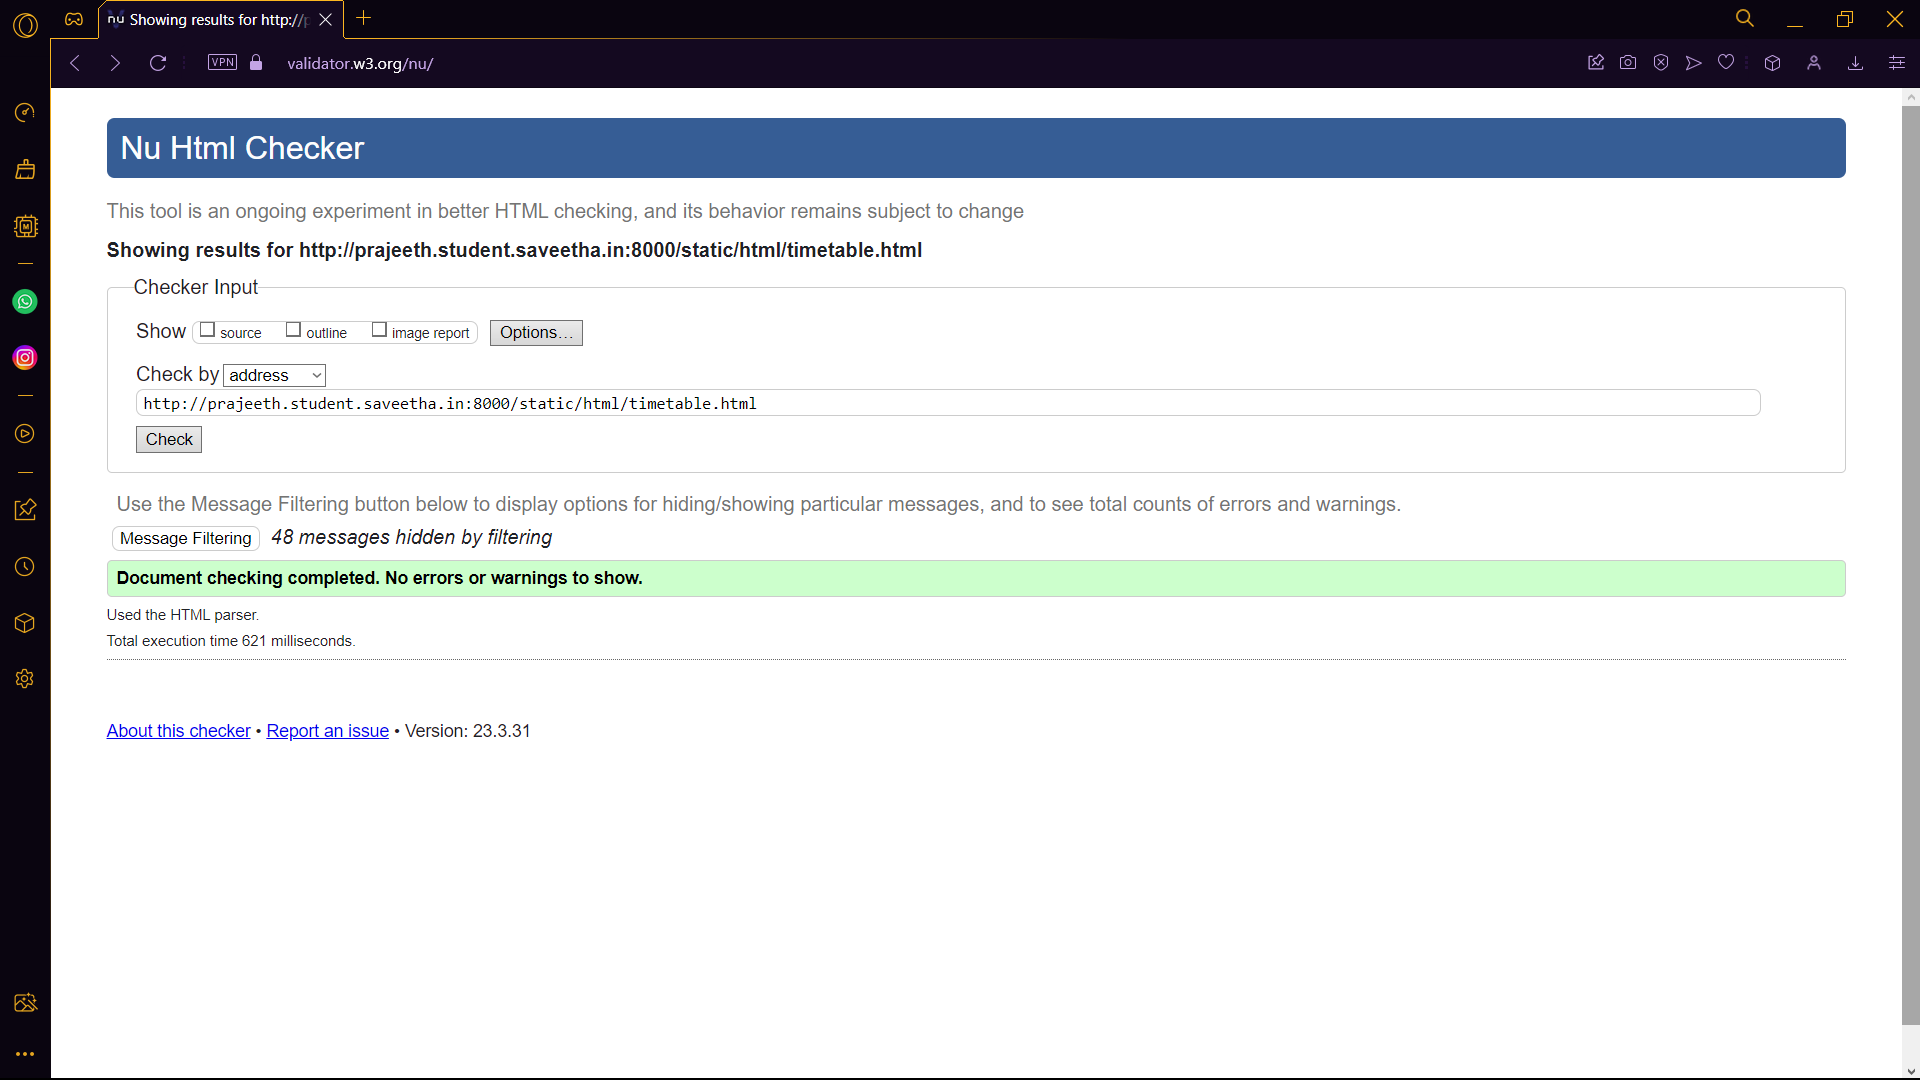 nu Showing results for http://
VPN validator.w3.org/nu/
Nu Html Checker
This tool is an ongoing experiment in better HTML checking, and its behavior remains subject to change
Showing results for http://prajeeth.student.saveetha.in:8000/static/html/timetable.html
Checker Input
Show source outline image report Options…
Check by address
http://prajeeth.student.saveetha.in:8000/static/html/timetable.html
Check
Use the Message Filtering button below to display options for hiding/showing particular messages, and to see total counts of errors and warnings.
Message Filtering 48 messages hidden by filtering
Document checking completed. No errors or warnings to show.
Used the HTML parser.
Total execution time 621 milliseconds.
About this checker • Report an issue • Version: 23.3.31